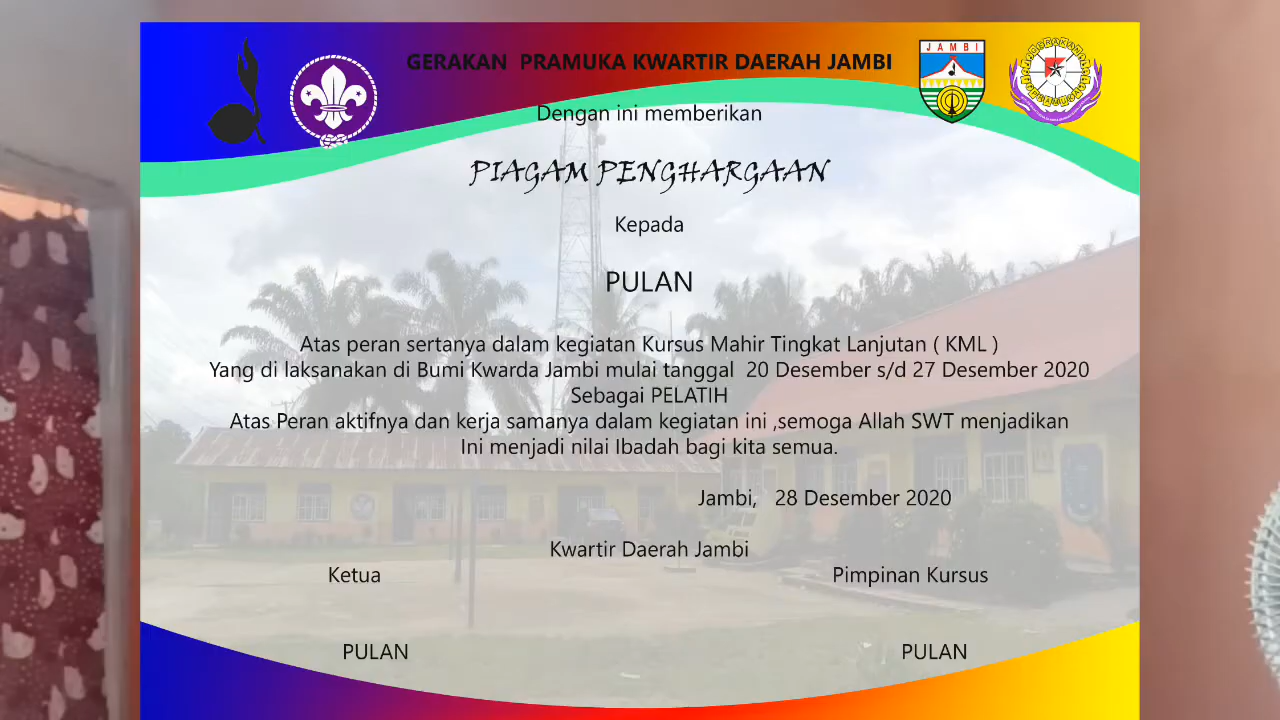 GERAKAN PRAMUKA KWARTIR DAERAH JAMBI
JAMBI
Dengan ini memberikan
PIAGAM PENGHARGAAN
Kepada
PULAN
Atas peran sertanya dalam kegiatan Kursus Mahir Tingkat Lanjutan ( KML )
Yang di laksanakan di Bumi Kwarda Jambi mulai tanggal 20 Desember s/d 27 Desember 2020
Sebagai PELATIH
Atas Peran aktifnya dan kerja samanya dalam kegiatan ini ,semoga Allah SWT menjadikan
Ini menjadi nilai Ibadah bagi kita semua.
Jambi, 28 Desember 2020
Kwartir Daerah Jambi
Ketua
Pimpinan Kursus
PULAN
PULAN